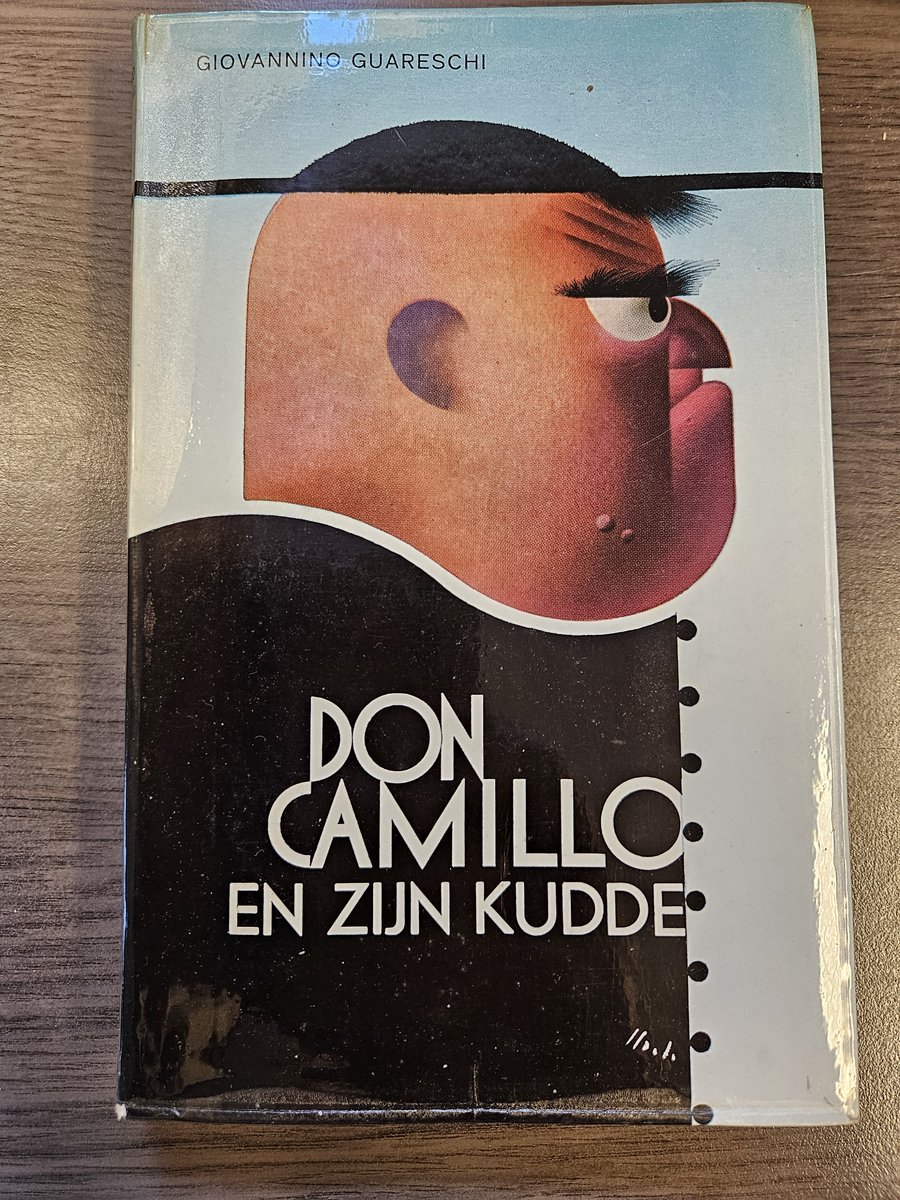 GIOVANNINO GUARESCHI
DON
CAMILLO
EN ZIJN KUDDE